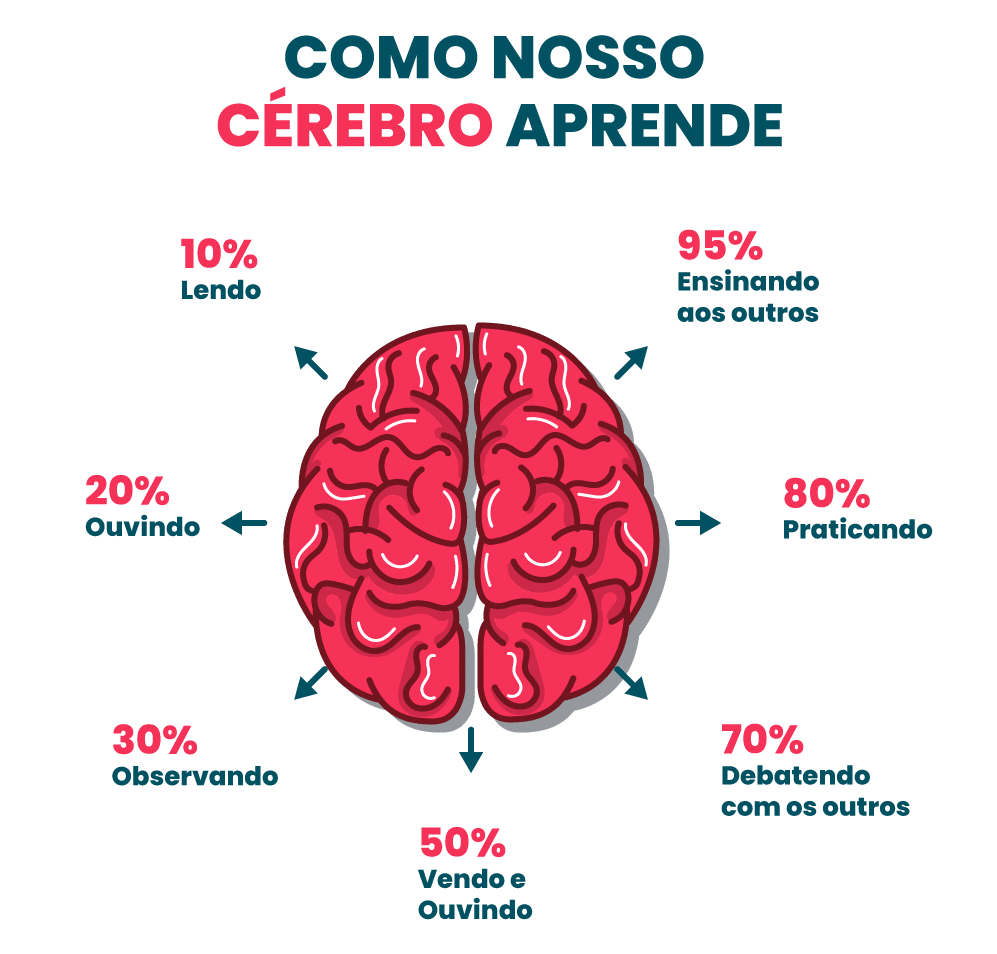 COMO NOSSO
CÉREBRO APRENDE
10%
Lendo
95%
Ensinando
aos outros
20%
Ouvindo
80%
Praticando
30%
Observando
70%
Debatendo
com os outros
50%
Vendo e
Ouvindo